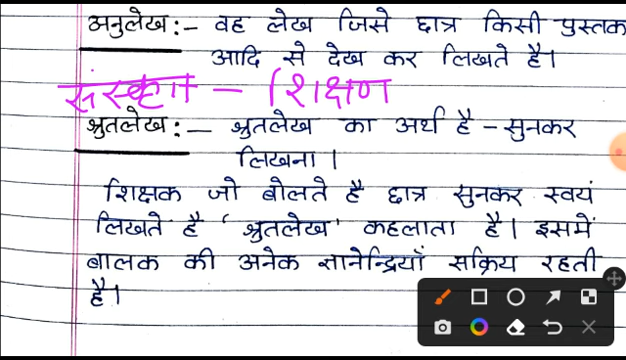 अनुलेख :– वह लेख जिसे छात्र किसी पुस्तक
आदि से देख कर लिखते है।
– शिक्षण
श्रुतलेख :– श्रुतलेख का अर्थ है – सुनकर
लिखना ।
शिक्षक जो बोलते है छात्र सुनकर स्वयं
लिखते है ' श्रुतलेख ' कहलाता है। इसमें
बालक की अनेक ज्ञानेन्द्रियाँ सक्रिय रहती
है।